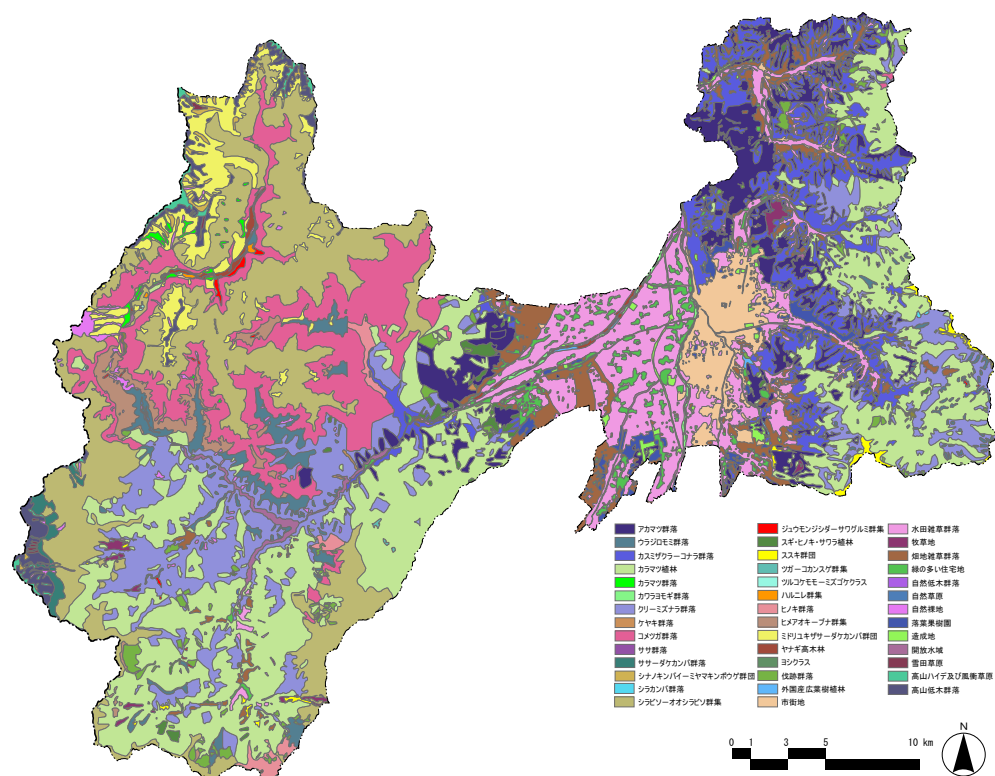 アカマツ群落
ウラジロモミ群落
カスミザクラーコナラ群落
カラマツ植林
カラマツ群落
カワラヨモギ群落
クリーミズナラ群落
ケヤキ群落
コメツガ群落
ササ群落
ササーダケカンバ群落
シナノキンバイーミヤマキンポウゲ群団
シラカンバ群落
シラビソーオオシラビソ群集
ジュウモンジシダーサワグルミ群集
スギ・ヒノキ・サワラ植林
ススキ群団
ツガーコカンスゲ群集
ツルコケモモーミズゴケクラス
ハルニレ群集
ヒノキ群落
ヒメアオキーブナ群集
ミドリユキザサーダケカンバ群団
ヤナギ高木林
ヨシクラス
伐跡群落
外国産広葉樹植林
市街地
水田雑草群落
牧草地
畑地雑草群落
緑の多い住宅地
自然低木群落
自然草原
自然裸地
落葉果樹園
造成地
開放水域
雪田草原
高山ハイデ及び風衝草原
高山低木群落
0 1 3 5 10 km
N